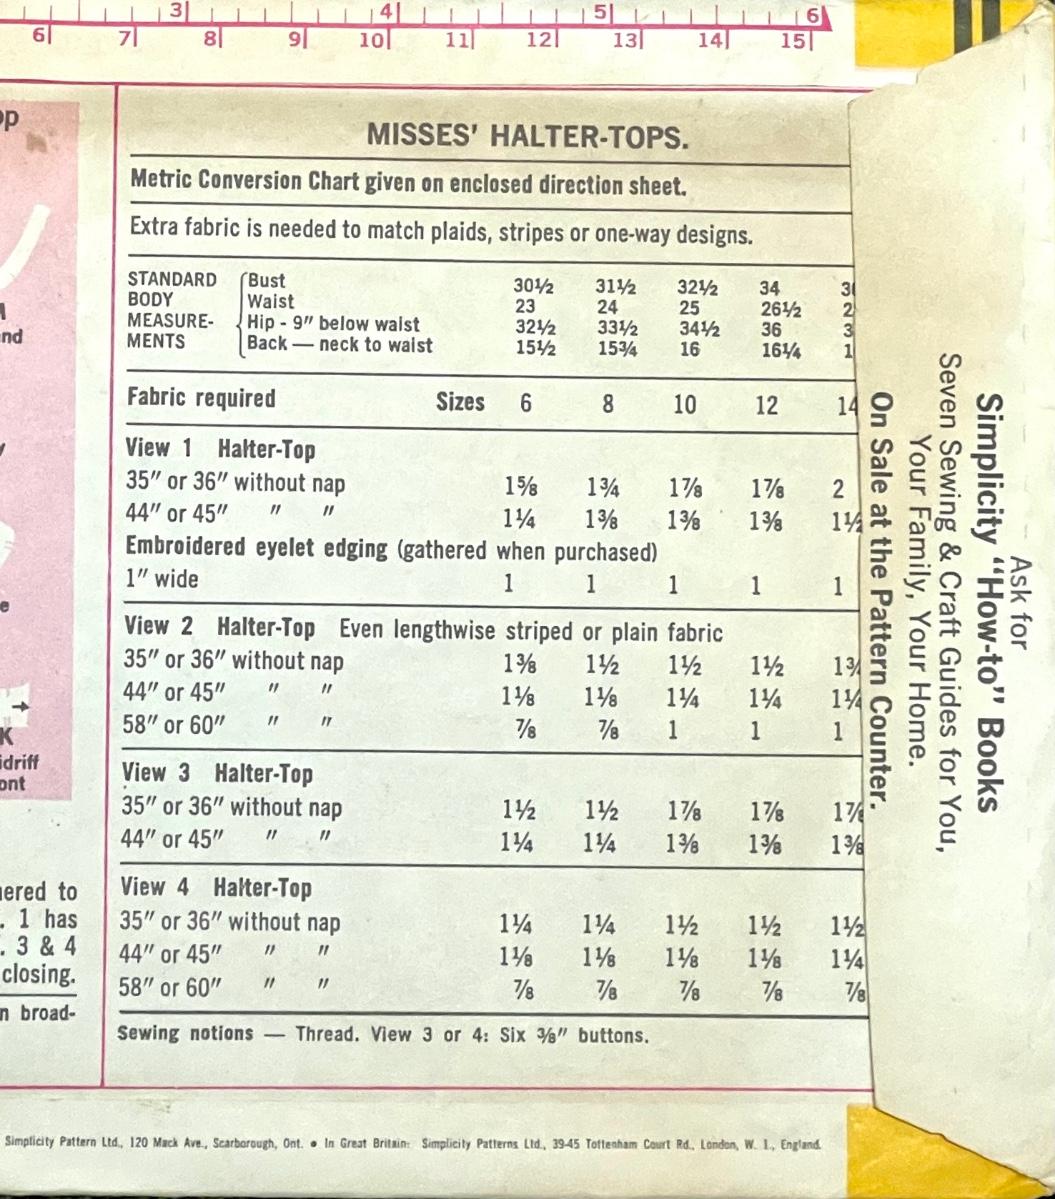 3 4 5 6
6 7 8 9 10 11 12 13 14 15
MISSES' HALTER-TOPS.
Metric Conversion Chart given on enclosed direction sheet.
Extra fabric is needed to match plaids, stripes or one-way designs.
STANDARD BODY MEASURE-MENTS
Bust 30½ 31½ 32½ 34
Waist 23 24 25 26½ 2
Hip - 9″ below waist 32½ 33½ 34½ 36 3
Back — neck to waist 15½ 15¾ 16 16¼ 1
Fabric required Sizes 6 8 10 12 14
View 1 Halter-Top
35″ or 36″ without nap 1⅝ 1¾ 1⅞ 1⅞ 2
44″ or 45″ ″ ″ 1¼ 1⅜ 1⅜ 1⅜ 1½
Embroidered eyelet edging (gathered when purchased)
1″ wide 1 1 1 1 1
View 2 Halter-Top Even lengthwise striped or plain fabric
35″ or 36″ without nap 1⅜ 1½ 1½ 1½ 1¾
44″ or 45″ ″ ″ 1⅛ 1⅛ 1¼ 1¼ 1¼
58″ or 60″ ″ ″ ⅞ ⅞ 1 1 1
View 3 Halter-Top
35″ or 36″ without nap 1½ 1½ 1⅞ 1⅞ 1⅞
44″ or 45″ ″ ″ 1¼ 1¼ 1⅜ 1⅜ 1⅜
View 4 Halter-Top
35″ or 36″ without nap 1¼ 1¼ 1½ 1½ 1½
44″ or 45″ ″ ″ 1⅛ 1⅛ 1⅛ 1⅛ 1¼
58″ or 60″ ″ ″ ⅞ ⅞ ⅞ ⅞ ⅞
Sewing notions — Thread. View 3 or 4: Six ⅜″ buttons.
op
nd
e
K
idriff
ont
ered to
. 1 has
. 3 & 4
closing.
n broad-
Simplicity Pattern Ltd., 120 Mack Ave., Scarborough, Ont. • In Great Britain: Simplicity Patterns Ltd., 39-45 Tottenham Court Rd., London, W. 1., England.
Ask for
Simplicity “How-to” Books
Seven Sewing & Craft Guides for You,
Your Family, Your Home.
On Sale at the Pattern Counter.